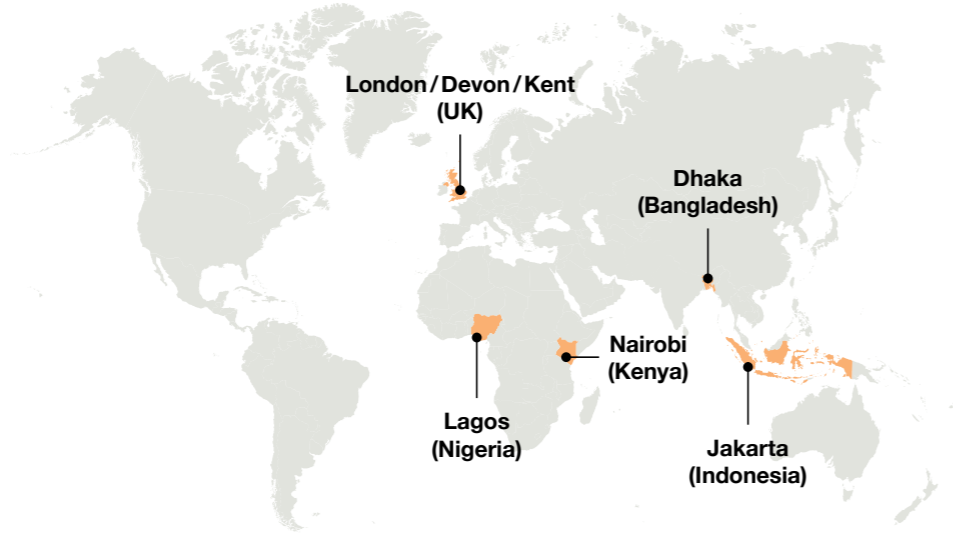 London / Devon / Kent
(UK)
Dhaka
(Bangladesh)
Nairobi
(Kenya)
Lagos
(Nigeria)
Jakarta
(Indonesia)